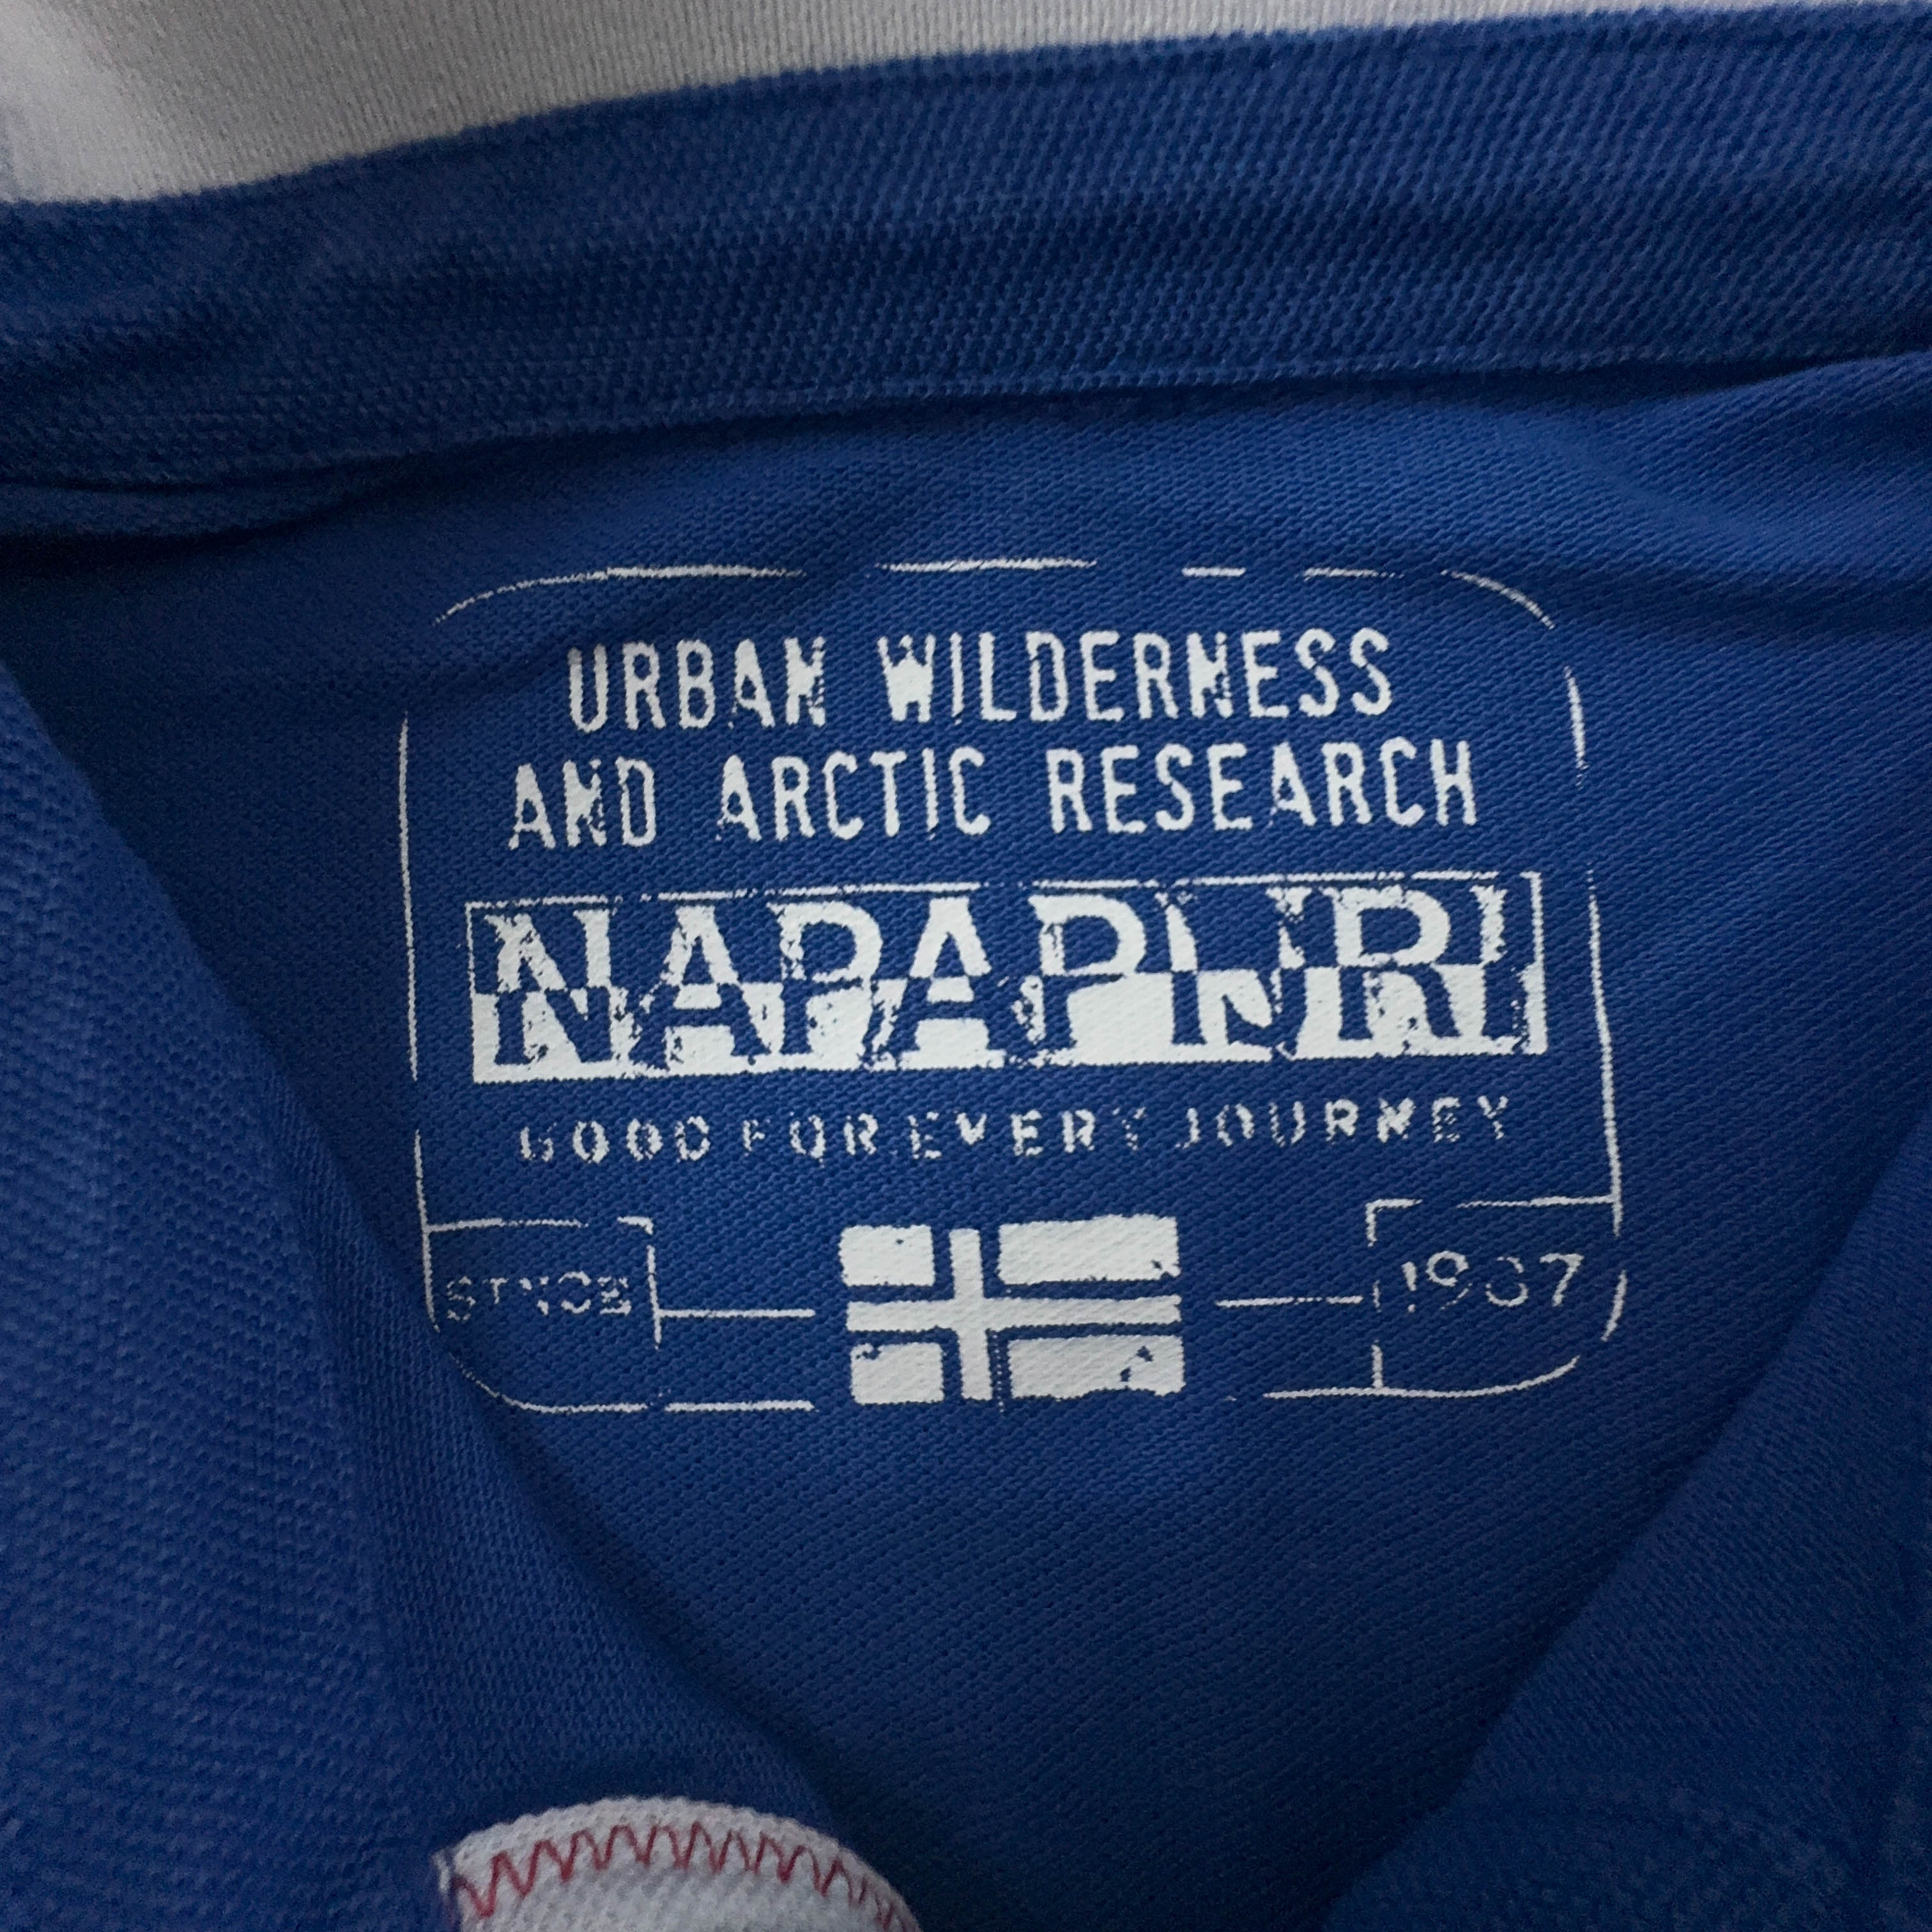 URBAN WILDERNESS
AND ARCTIC RESEARCH
NAPAPIJRI
GOOD FOR EVERY JOURNEY
SINCE
1987